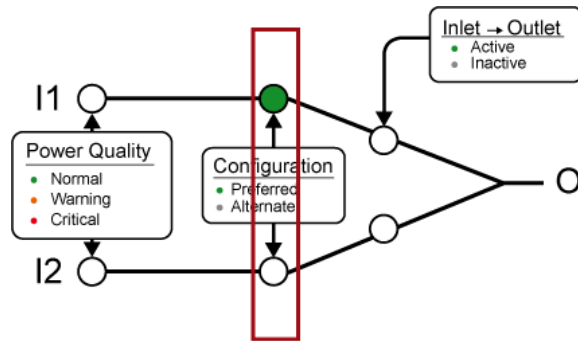 Inlet → Outlet
Active
Inactive
I1
Power Quality
Normal
Warning
Critical
Configuration
Preferred
Alternate
O
I2